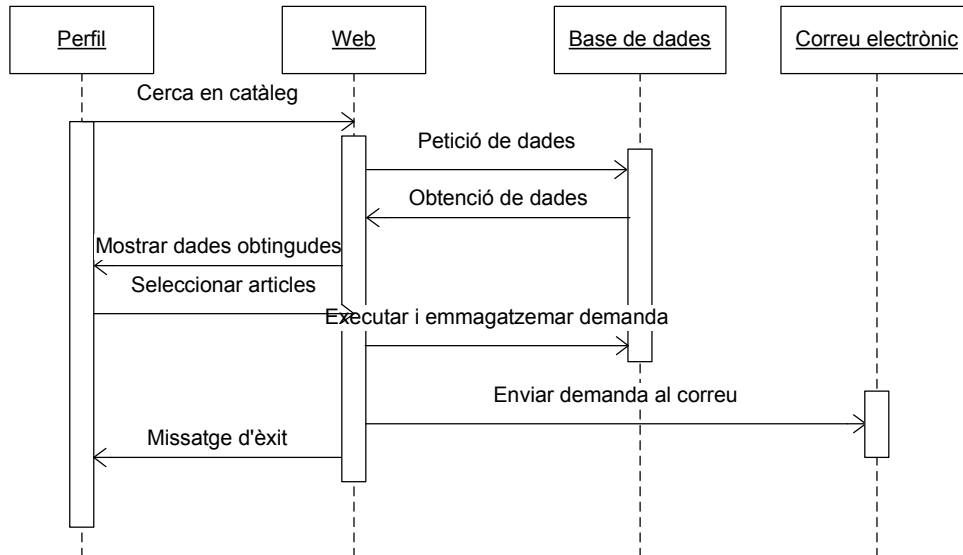 Perfil
Web
Base de dades
Correu electrònic
Cerca en catàleg
Petició de dades
Obtenció de dades
Mostrar dades obtingudes
Seleccionar articles
Executar i emmagatzemar demanda
Enviar demanda al correu
Missatge d'èxit